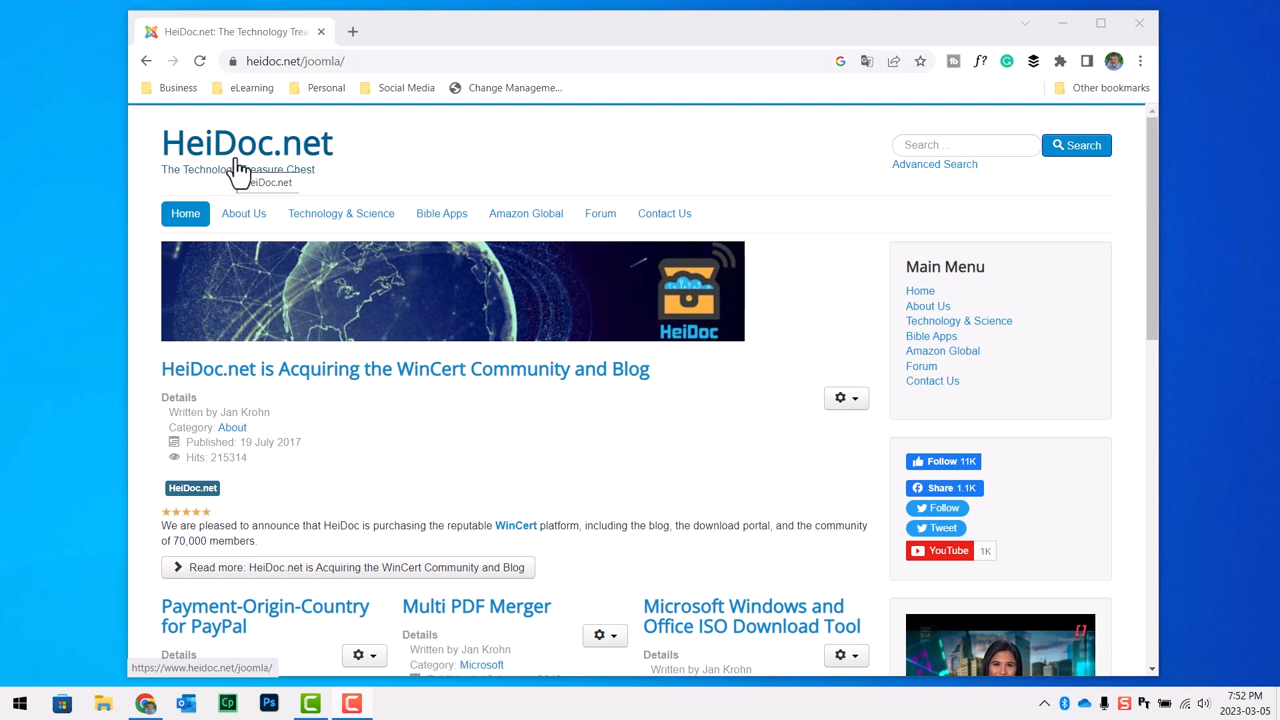 HeiDoc.net: The Technology Trea
heidoc.net/joomla/
Business
eLearning
Personal
Social Media
Change Manageme...
Other bookmarks
HeiDoc.net
The Technology Treasure Chest
HeiDoc.net
Search ...
Search
Advanced Search
Home
About Us
Technology & Science
Bible Apps
Amazon Global
Forum
Contact Us
HeiDoc
HeiDoc.net is Acquiring the WinCert Community and Blog
Details
Written by Jan Krohn
Category: About
Published: 19 July 2017
Hits: 215314
HeiDoc.net
We are pleased to announce that HeiDoc is purchasing the reputable WinCert platform, including the blog, the download portal, and the community
of 70,000 members.
Read more: HeiDoc.net is Acquiring the WinCert Community and Blog
Payment-Origin-Country
for PayPal
Details
Multi PDF Merger
Details
Written by Jan Krohn
Category: Microsoft
Microsoft Windows and
Office ISO Download Tool
Details
Written by Jan Krohn
Main Menu
Home
About Us
Technology & Science
Bible Apps
Amazon Global
Forum
Contact Us
Follow 11K
Share 1.1K
Follow
Tweet
YouTube 1K
https://www.heidoc.net/joomla/
7:52 PM
2023-03-05